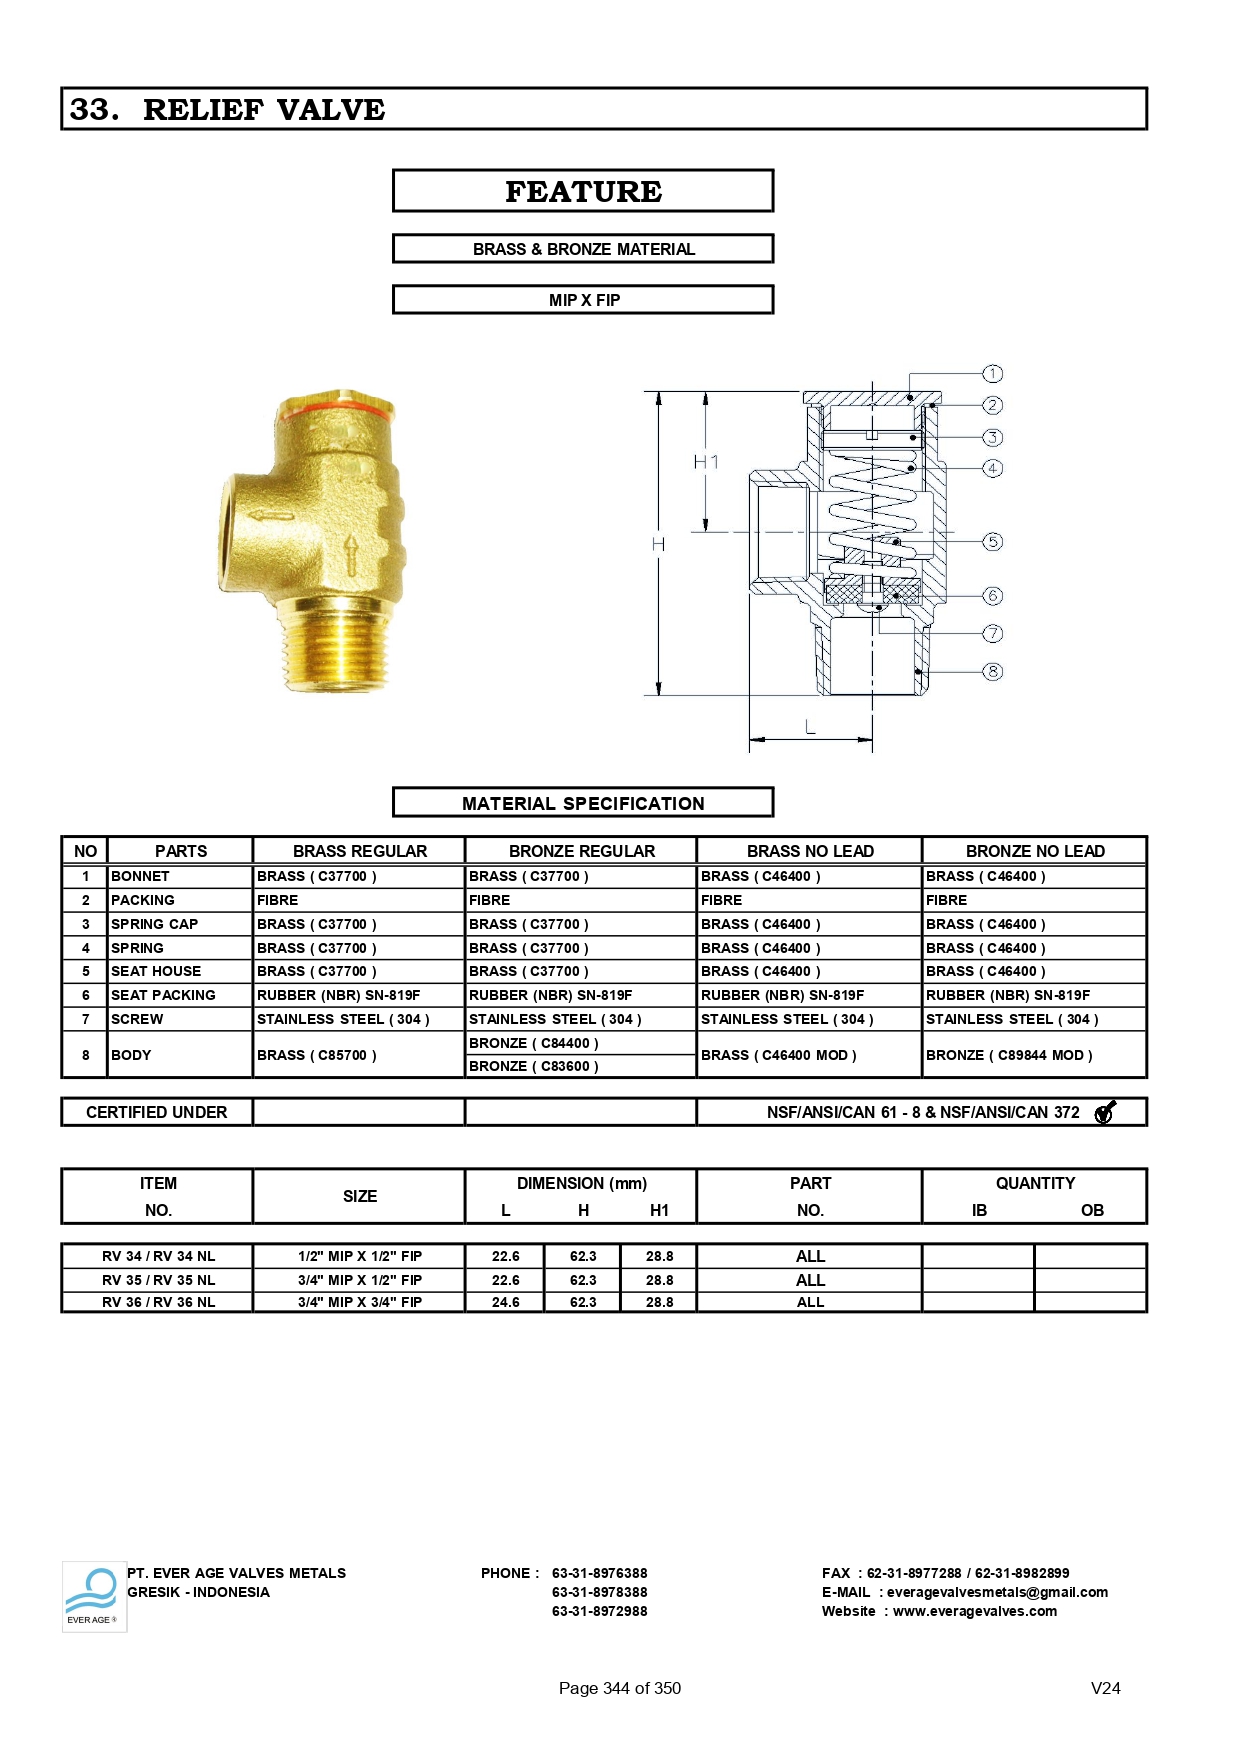 33. RELIEF VALVE
FEATURE
BRASS & BRONZE MATERIAL
MIP X FIP
1
2
3
H1
4
H
5
6
7
8
L
MATERIAL SPECIFICATION
NO PARTS BRASS REGULAR BRONZE REGULAR BRASS NO LEAD BRONZE NO LEAD
1 BONNET BRASS ( C37700 ) BRASS ( C37700 ) BRASS ( C46400 ) BRASS ( C46400 )
2 PACKING FIBRE FIBRE FIBRE FIBRE
3 SPRING CAP BRASS ( C37700 ) BRASS ( C37700 ) BRASS ( C46400 ) BRASS ( C46400 )
4 SPRING BRASS ( C37700 ) BRASS ( C37700 ) BRASS ( C46400 ) BRASS ( C46400 )
5 SEAT HOUSE BRASS ( C37700 ) BRASS ( C37700 ) BRASS ( C46400 ) BRASS ( C46400 )
6 SEAT PACKING RUBBER (NBR) SN-819F RUBBER (NBR) SN-819F RUBBER (NBR) SN-819F RUBBER (NBR) SN-819F
7 SCREW STAINLESS STEEL ( 304 ) STAINLESS STEEL ( 304 ) STAINLESS STEEL ( 304 ) STAINLESS STEEL ( 304 )
BRONZE ( C84400 )
8 BODY BRASS ( C85700 ) BRASS ( C46400 MOD ) BRONZE ( C89844 MOD )
BRONZE ( C83600 )
CERTIFIED UNDER NSF/ANSI/CAN 61 - 8 & NSF/ANSI/CAN 372
ITEM DIMENSION (mm) PART QUANTITY
SIZE
NO. L H H1 NO. IB OB
RV 34 / RV 34 NL 1/2" MIP X 1/2" FIP 22.6 62.3 28.8 ALL
RV 35 / RV 35 NL 3/4" MIP X 1/2" FIP 22.6 62.3 28.8 ALL
RV 36 / RV 36 NL 3/4" MIP X 3/4" FIP 24.6 62.3 28.8 ALL
PT. EVER AGE VALVES METALS PHONE : 63-31-8976388 FAX : 62-31-8977288 / 62-31-8982899
GRESIK - INDONESIA 63-31-8978388 E-MAIL : everagevalvesmetals@gmail.com
63-31-8972988 Website : www.everagevalves.com
EVER AGE ®
Page 344 of 350 V24